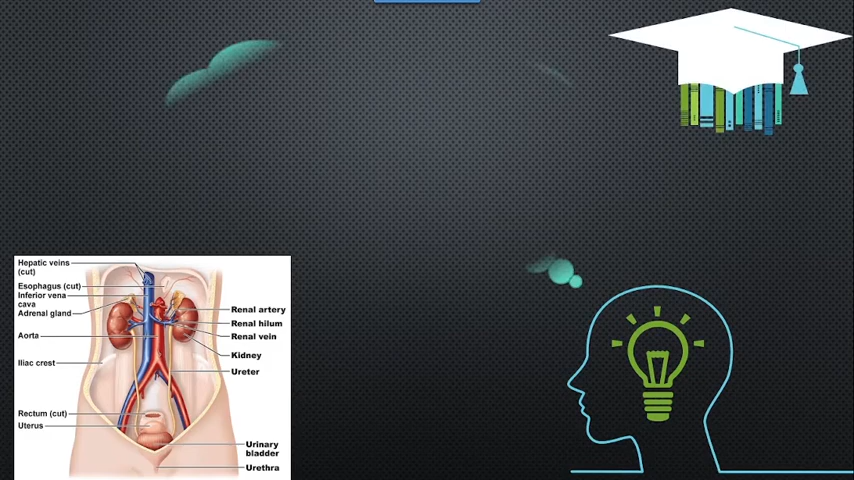 Hepatic veins
(cut)
Esophagus (cut)
Inferior vena
cava
Adrenal gland
Aorta
Iliac crest
Rectum (cut)
Uterus
Renal artery
Renal hilum
Renal vein
Kidney
Ureter
Urinary
bladder
Urethra